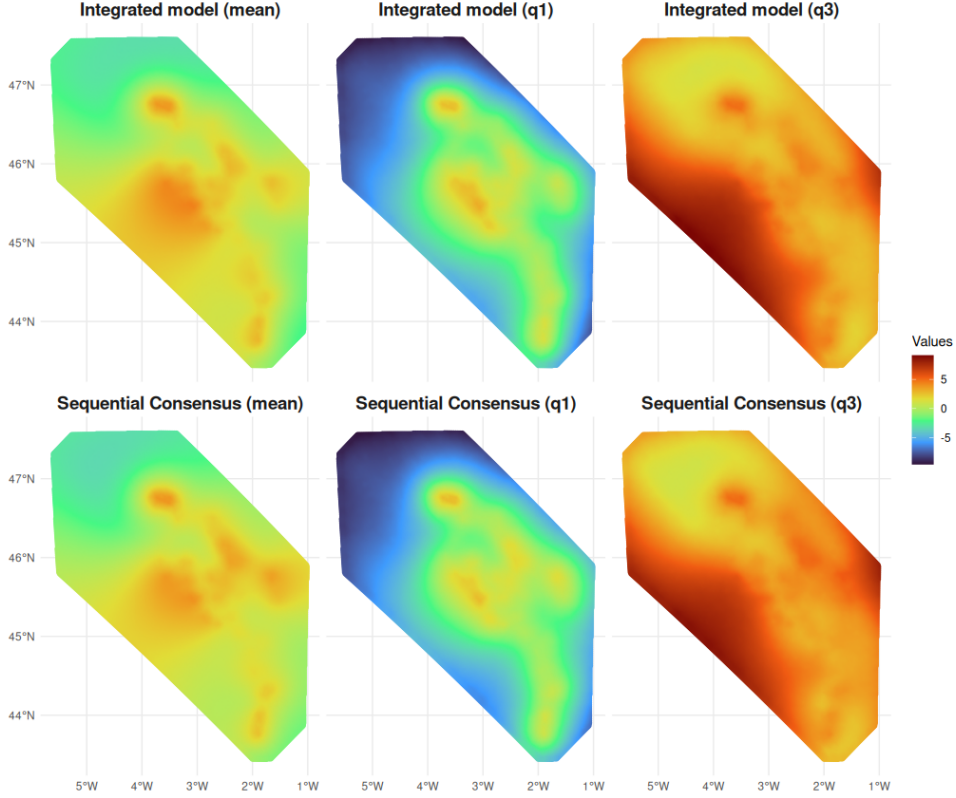 Integrated model (mean) Integrated model (q1) Integrated model (q3)
47°N
46°N
45°N
44°N
Values
5
0
-5
Sequential Consensus (mean) Sequential Consensus (q1) Sequential Consensus (q3)
47°N
46°N
45°N
44°N
5°W 4°W 3°W 2°W 1°W 5°W 4°W 3°W 2°W 1°W 5°W 4°W 3°W 2°W 1°W